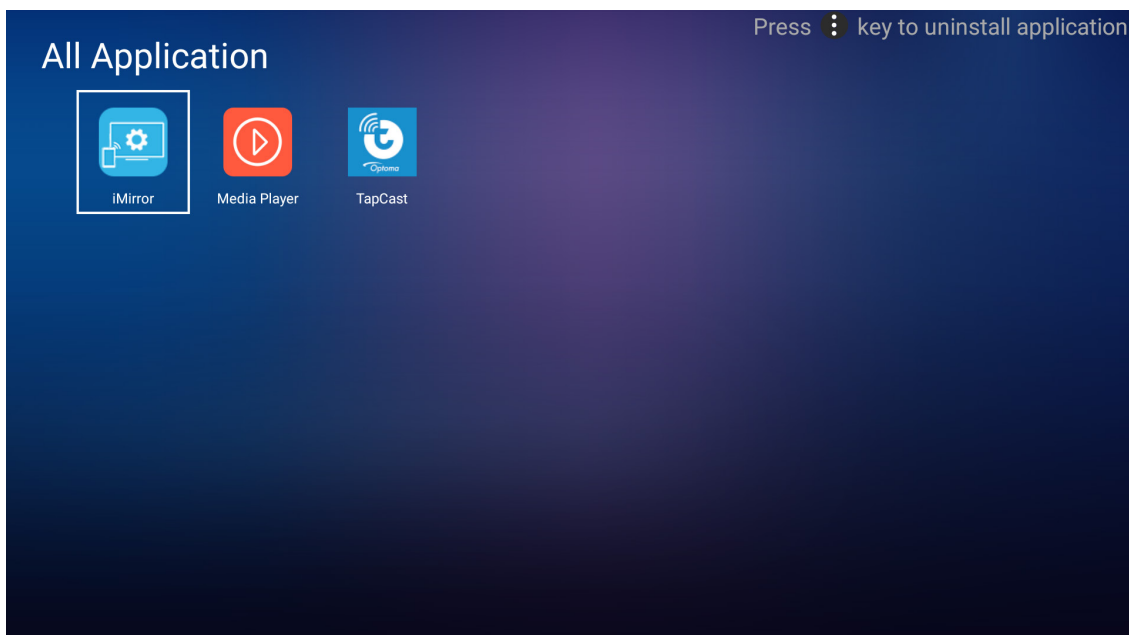 Press key to uninstall application
All Application
Optoma
iMirror
Media Player
TapCast